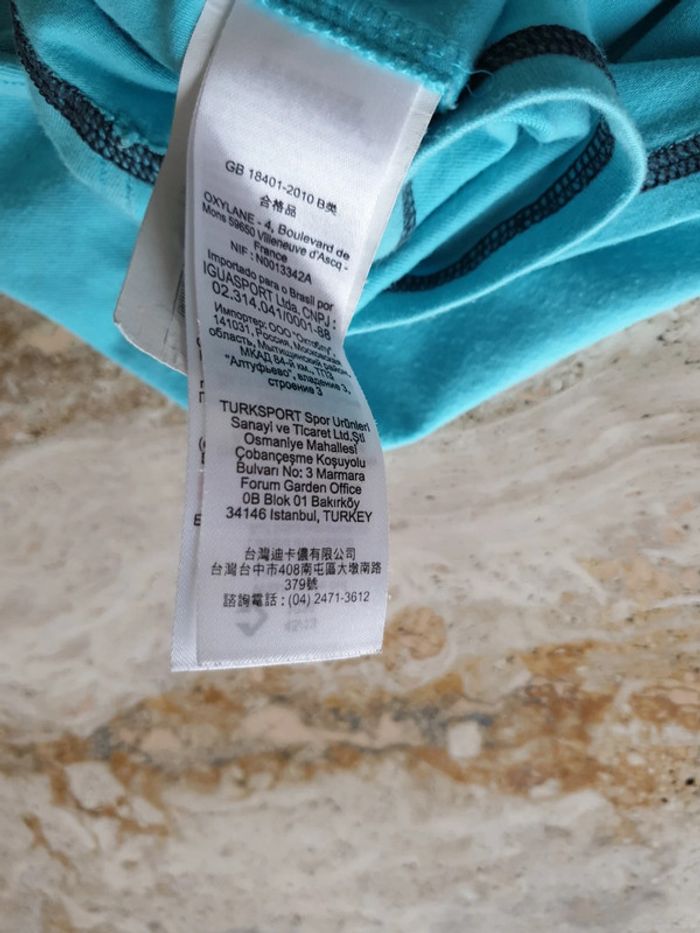 GB 18401-2010 B类
合格品
OXYLANE - 4, Boulevard de
Mons 59650 Villeneuve d'Ascq -
France
NIF : N0013342A
Importado para o Brasil por
IGUASPORT Ltda. CNPJ :
02.314.041/0001-88
Импортер: ООО "Октоблу",
141031, Россия, Московская
область, Мытищинский район,
МКАД 84-й км., ТПЗ
"Алтуфьево", владение 3,
строение 3
TURKSPORT Spor Urünleri
Sanayi ve Ticaret Ltd.Şti
Osmaniye Mahallesi
Çobançeşme Koşuyolu
Bulvarı No: 3 Marmara
Forum Garden Office
0B Blok 01 Bakırköy
34146 Istanbul, TURKEY
台灣迪卡儂有限公司
台灣台中市408南屯區大墩南路
379號
諮詢電話 : (04) 2471-3612